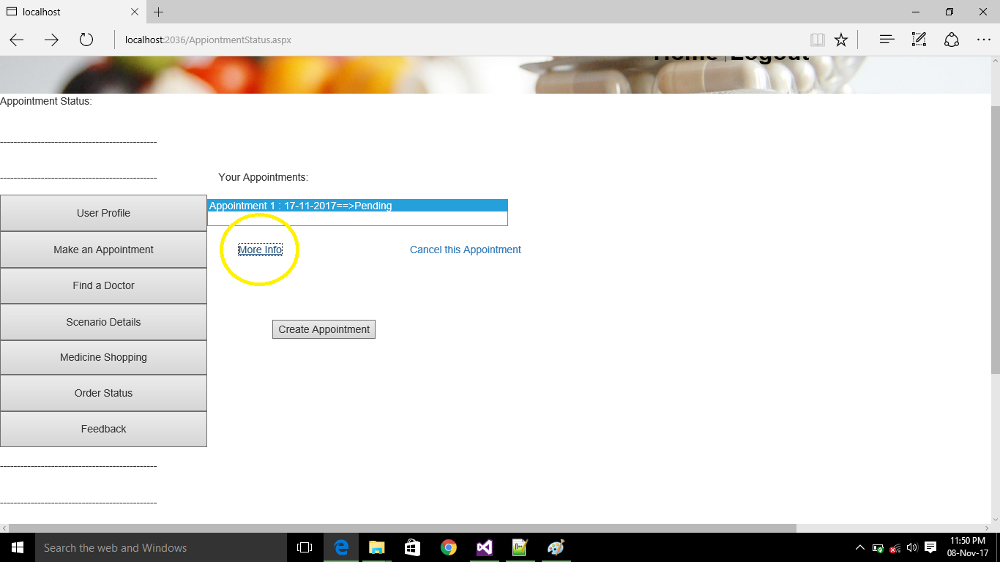 localhost
localhost:2036/AppiontmentStatus.aspx
Home | Logout
Appointment Status:
----------------------------------------------
----------------------------------------------
Your Appointments:
User Profile
Appointment 1 : 17-11-2017==>Pending
Make an Appointment
More Info
Cancel this Appointment
Find a Doctor
Scenario Details
Create Appointment
Medicine Shopping
Order Status
Feedback
----------------------------------------------
----------------------------------------------
Search the web and Windows
11:50 PM
08-Nov-17